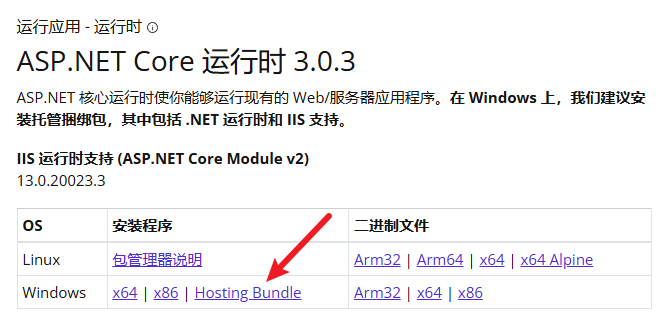 运行应用 - 运行时
ASP.NET Core 运行时 3.0.3
ASP.NET 核心运行时使你能够运行现有的 Web/服务器应用程序。在 Windows 上，我们建议安
装托管捆绑包，其中包括 .NET 运行时和 IIS 支持。
IIS 运行时支持 (ASP.NET Core Module v2)
13.0.20023.3
OS 安装程序 二进制文件
Linux 包管理器说明 Arm32 | Arm64 | x64 | x64 Alpine
Windows x64 | x86 | Hosting Bundle Arm32 | x64 | x86